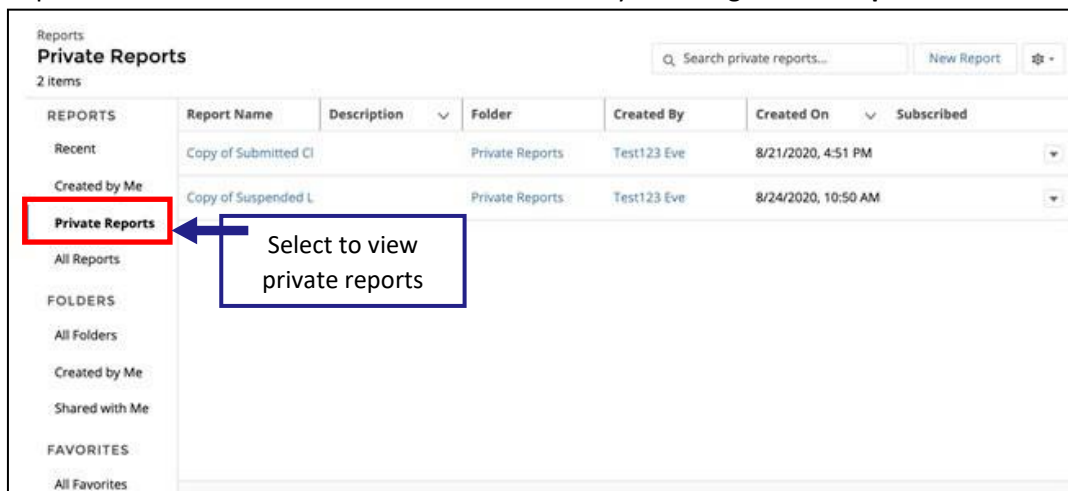 Reports
Private Reports
2 items
Search private reports...
New Report
REPORTS
Report Name
Description
Folder
Created By
Created On
Subscribed
Recent
Copy of Submitted Cl
Private Reports
Test123 Eve
8/21/2020, 4:51 PM
Created by Me
Copy of Suspended L
Private Reports
Test123 Eve
8/24/2020, 10:50 AM
Private Reports
Select to view
private reports
All Reports
FOLDERS
All Folders
Created by Me
Shared with Me
FAVORITES
All Favorites